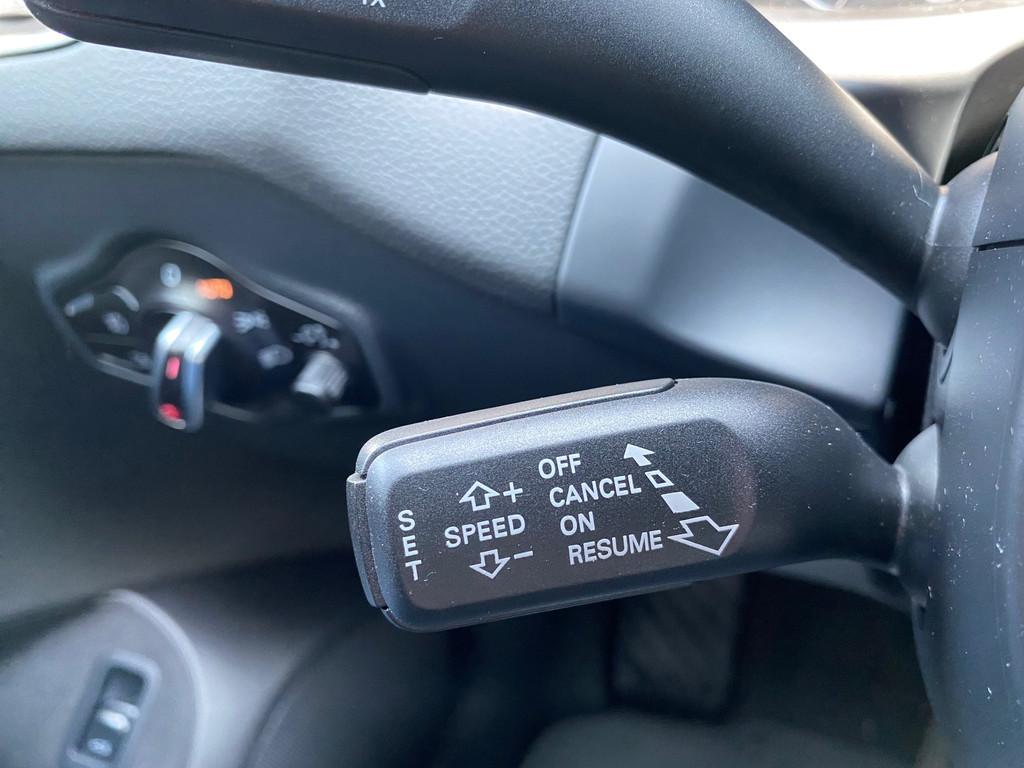 OFF
CANCEL
ON
RESUME
+
SPEED
-
SET